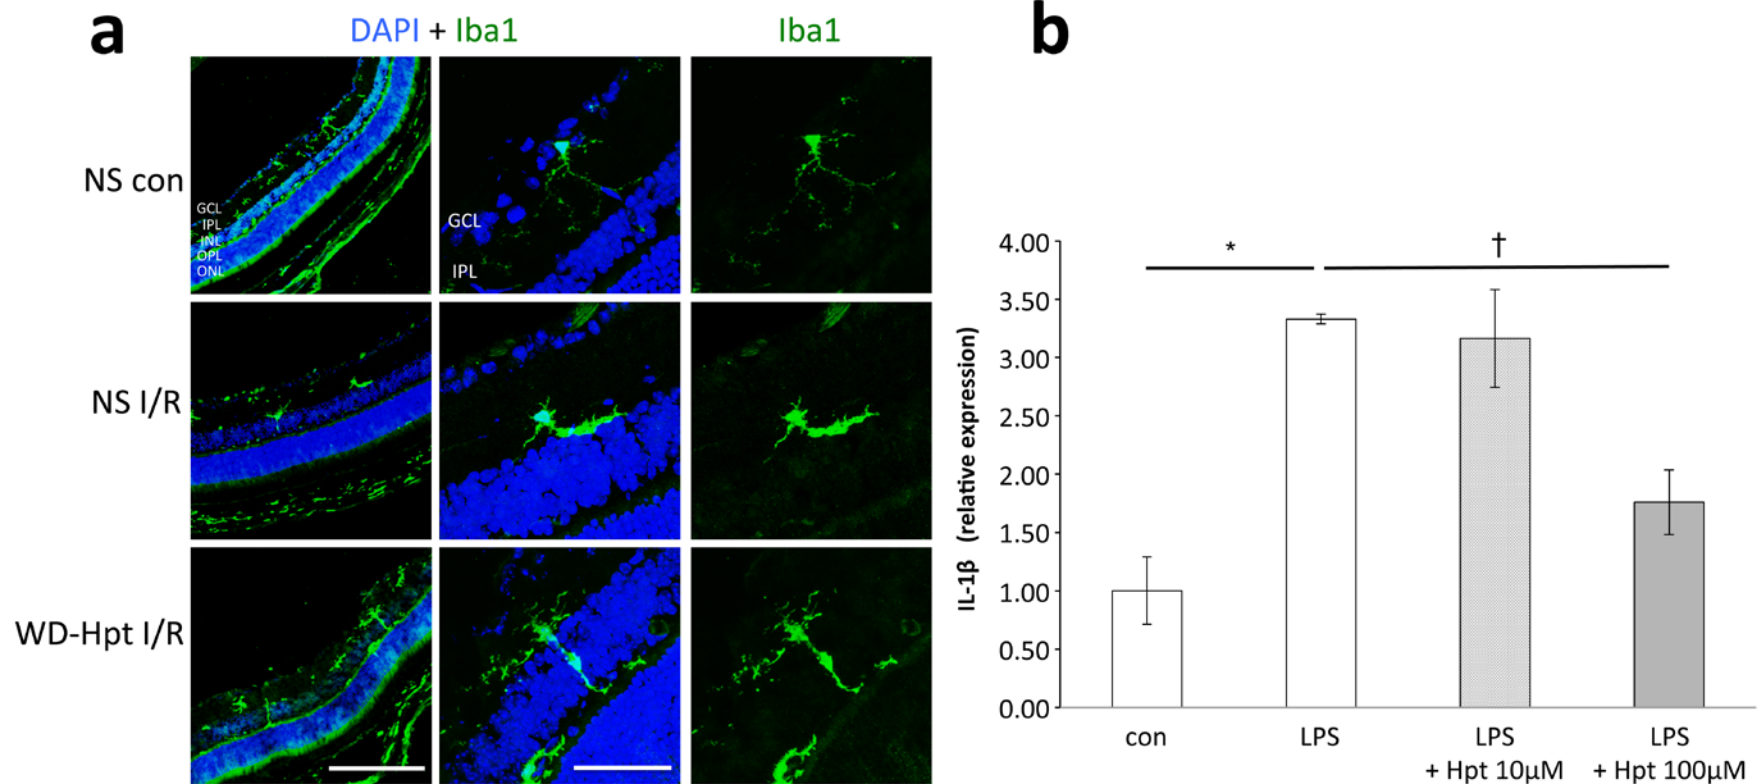 a
DAPI + Iba1
Iba1
NS con
GCL
IPL
INL
OPL
ONL
GCL
IPL
NS I/R
WD-Hpt I/R
b
IL-1β (relative expression)
4.00
3.50
3.00
2.50
2.00
1.50
1.00
0.50
0.00
*
†
con
LPS
LPS
+ Hpt 10μM
LPS
+ Hpt 100μM